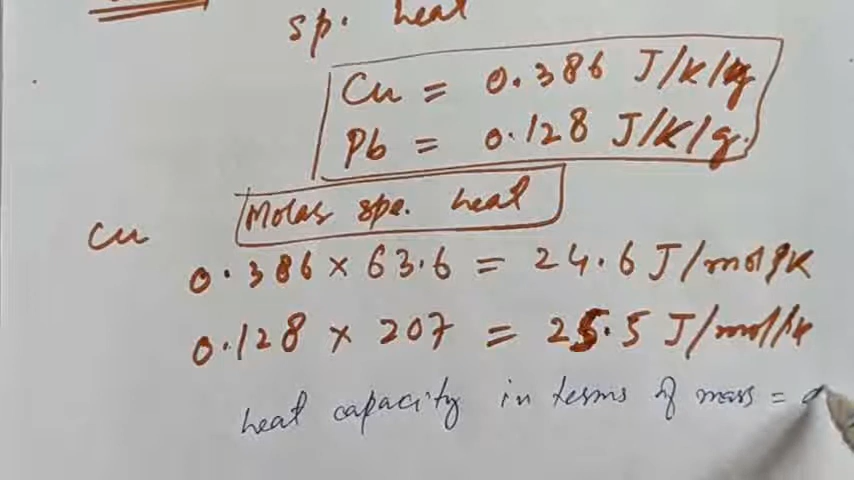 sp. heat
Cu = 0.386 J/K/g
Pb = 0.128 J/K/g.
Molar spe. heat
Cu
0.386 × 63.6 = 24.6 J/mol/K
0.128 × 207 = 25.5 J/mol/K
heat capacity in terms of mass =